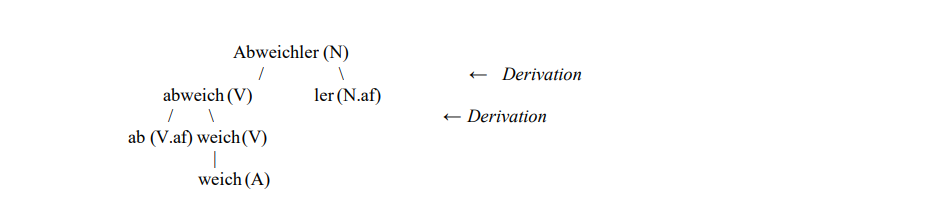 Abweichler (N)
/ \ ← Derivation
abweich (V) ler (N.af)
/ \ ← Derivation
ab (V.af) weich (V)
|
weich (A)